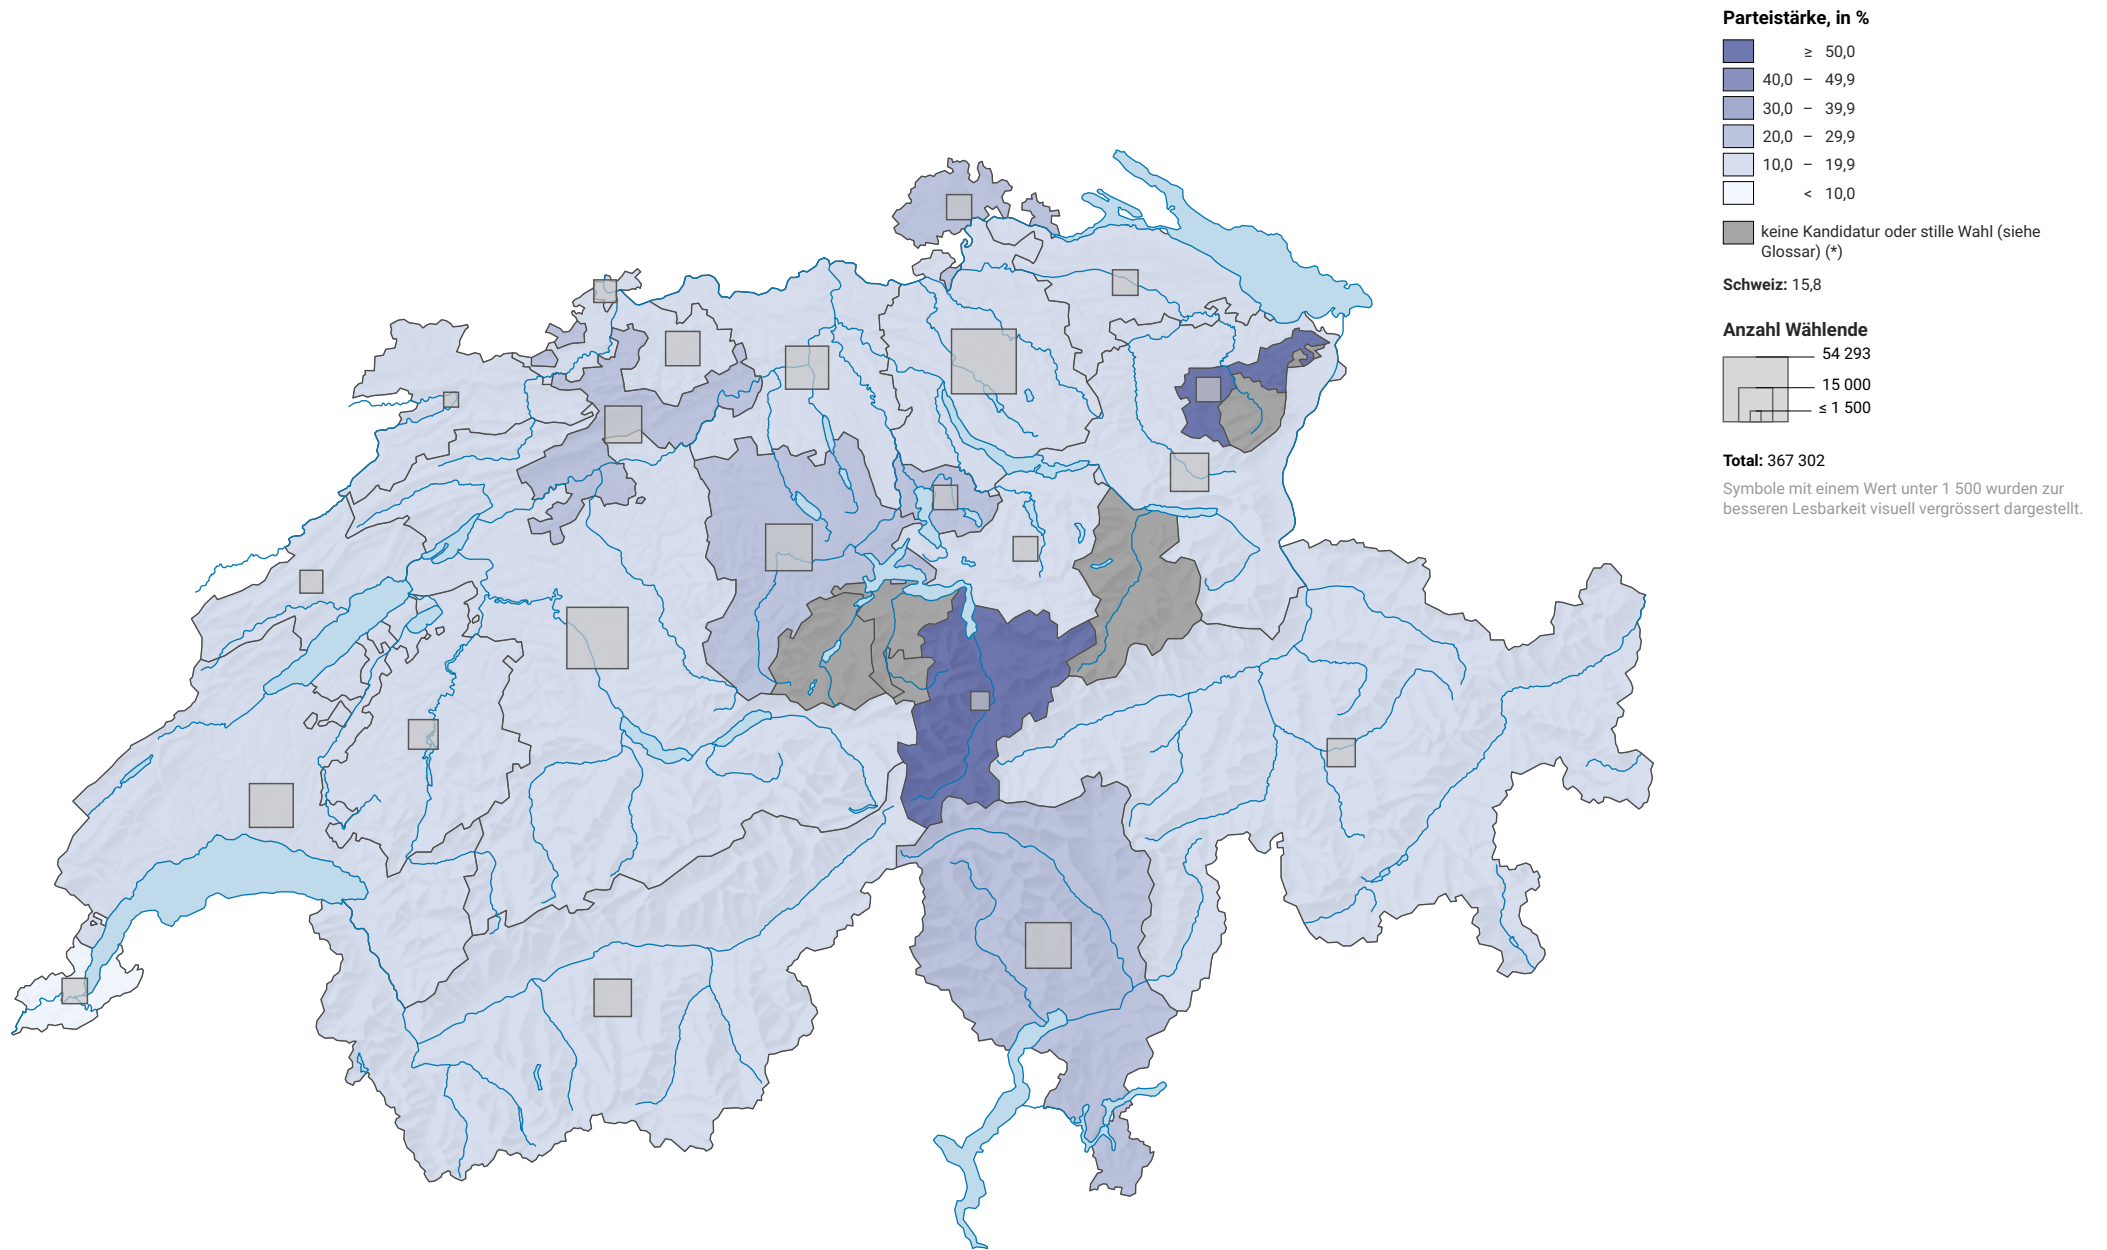 Parteistärke, in %
≥ 50,0
40,0 – 49,9
30,0 – 39,9
20,0 – 29,9
10,0 – 19,9
< 10,0
keine Kandidatur oder stille Wahl (siehe
Glossar) (*)
Schweiz: 15,8
Anzahl Wählende
54 293
15 000
≤ 1 500
Total: 367 302
Symbole mit einem Wert unter 1 500 wurden zur
besseren Lesbarkeit visuell vergrössert dargestellt.